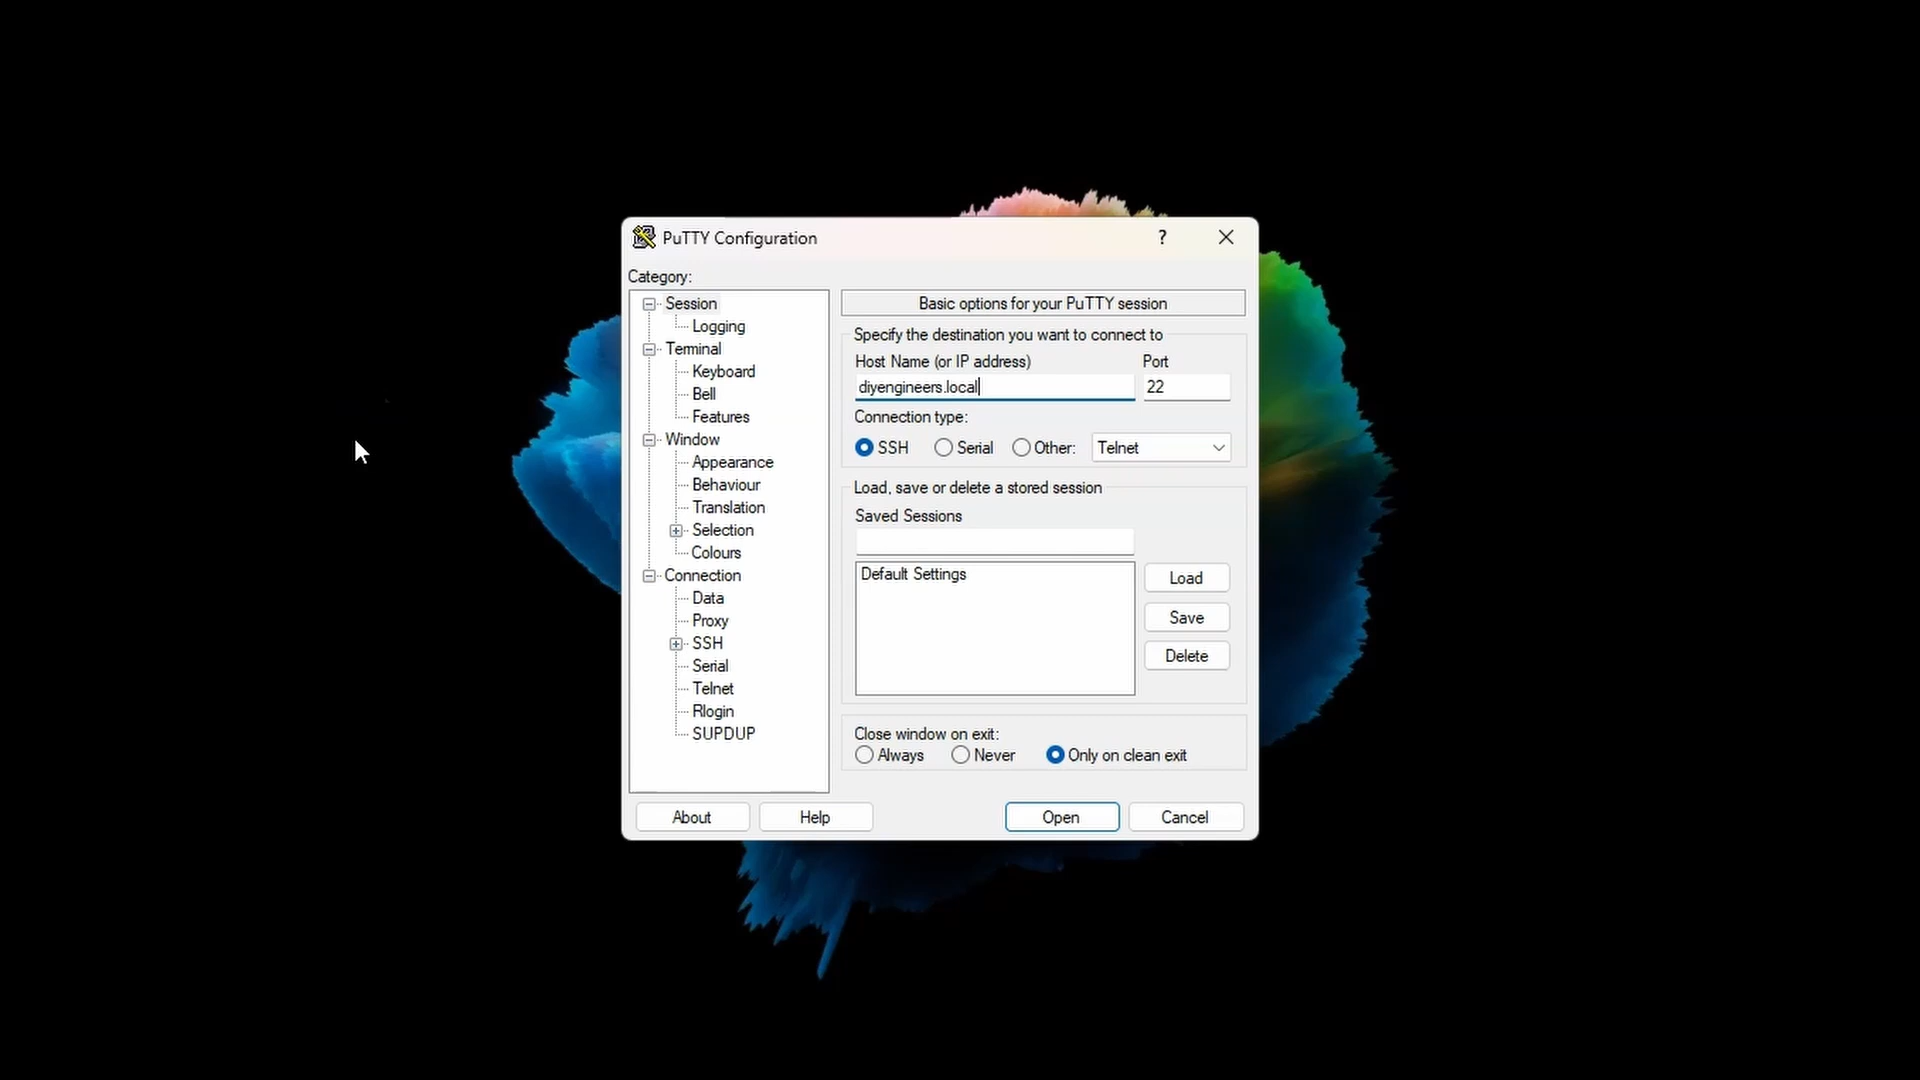 PuTTY Configuration
?
Category:
Session
Logging
Terminal
Keyboard
Bell
Features
Window
Appearance
Behaviour
Translation
Selection
Colours
Connection
Data
Proxy
SSH
Serial
Telnet
Rlogin
SUPDUP
Basic options for your PuTTY session
Specify the destination you want to connect to
Host Name (or IP address) Port
diyengineers.local 22
Connection type:
SSH Serial Other: Telnet
Load, save or delete a stored session
Saved Sessions
Default Settings
Load
Save
Delete
Close window on exit:
Always Never Only on clean exit
About Help Open Cancel